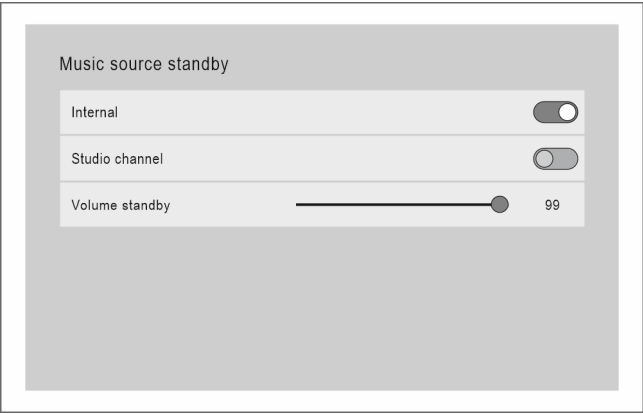 Music source standby
Internal
Studio channel
Volume standby 99